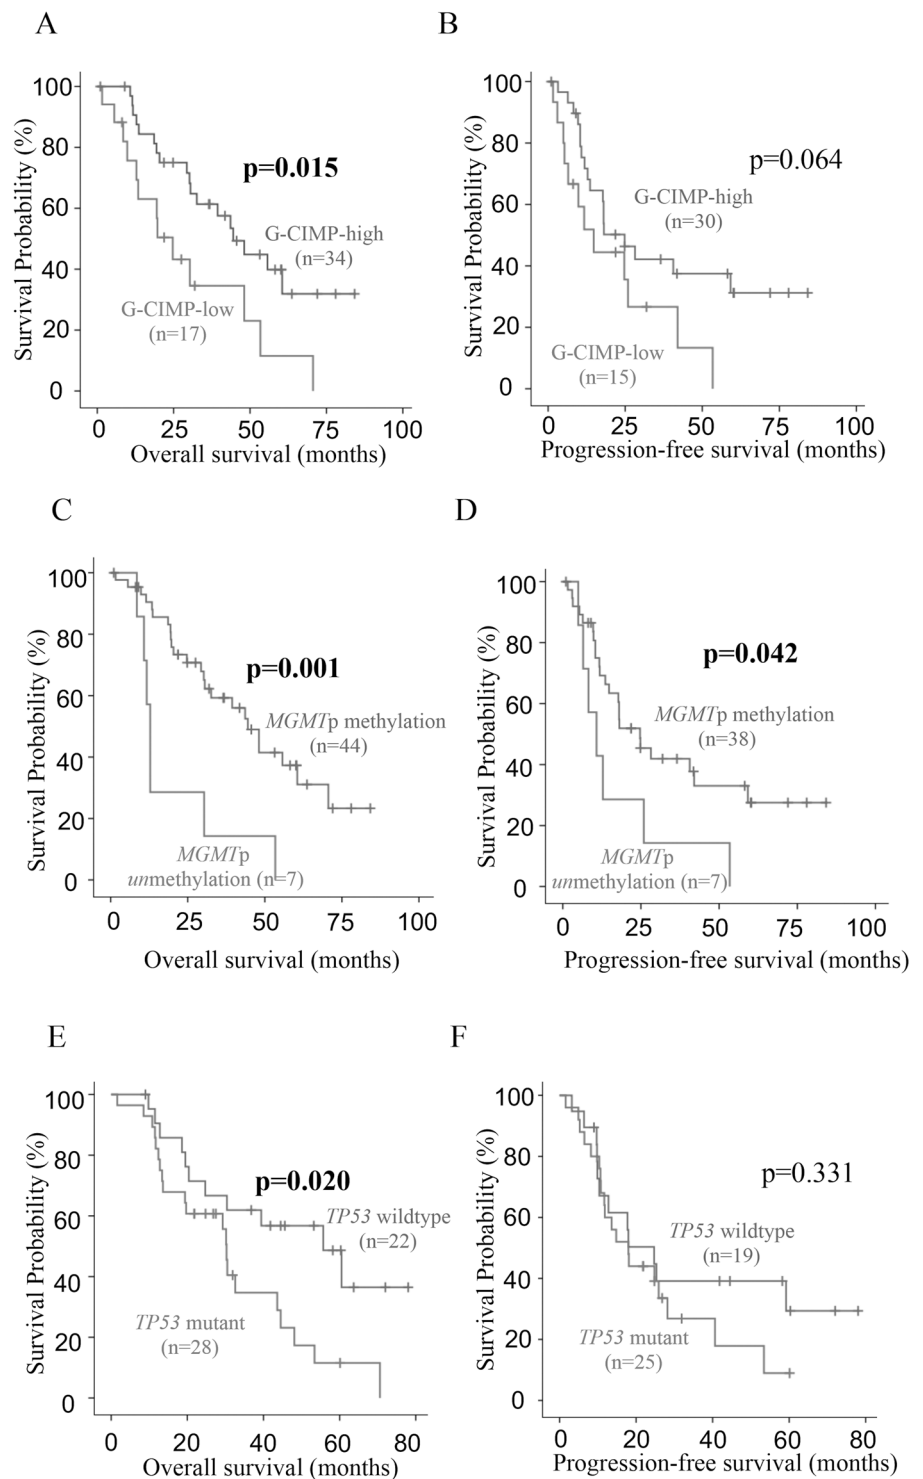 A
Survival Probability (%)
100
80
60
40
20
0
p=0.015
G-CIMP-high
(n=34)
G-CIMP-low
(n=17)
0 25 50 75 100
Overall survival (months)
B
Survival Probability (%)
100
80
60
40
20
0
p=0.064
G-CIMP-high
(n=30)
G-CIMP-low
(n=15)
0 25 50 75 100
Progression-free survival (months)
C
Survival Probability (%)
100
80
60
40
20
0
p=0.001
MGMTp methylation
(n=44)
MGMTp
unmethylation (n=7)
0 25 50 75 100
Overall survival (months)
D
Survival Probability (%)
100
80
60
40
20
0
p=0.042
MGMTp methylation
(n=38)
MGMTp
unmethylation (n=7)
0 25 50 75 100
Progression-free survival (months)
E
Survival Probability (%)
100
80
60
40
20
0
p=0.020
TP53 wildtype
(n=22)
TP53 mutant
(n=28)
0 20 40 60 80
Overall survival (months)
F
Survival Probability (%)
100
80
60
40
20
0
p=0.331
TP53 wildtype
(n=19)
TP53 mutant
(n=25)
0 20 40 60 80
Progression-free survival (months)